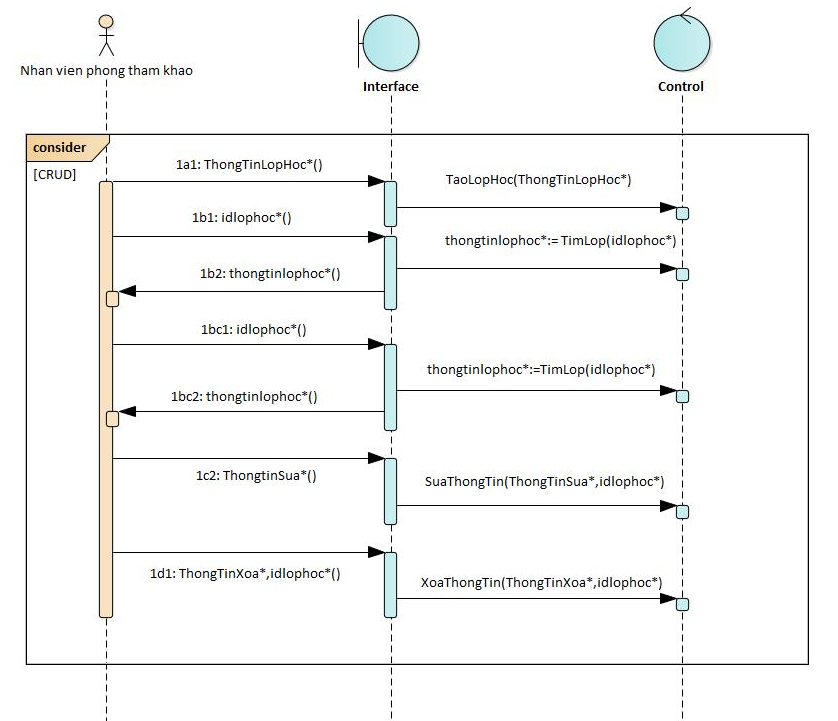 Nhan vien phong tham khao
Interface
Control
consider
[CRUD]
1a1: ThongTinLopHoc*()
TaoLopHoc(ThongTinLopHoc*)
1b1: idlophoc*()
thongtinlophoc*:= TimLop(idlophoc*)
1b2: thongtinlophoc*()
1bc1: idlophoc*()
thongtinlophoc*:=TimLop(idlophoc*)
1bc2: thongtinlophoc*()
1c2: ThongtinSua*()
SuaThongTin(ThongTinSua*,idlophoc*)
1d1: ThongTinXoa*,idlophoc*()
XoaThongTin(ThongTinXoa*,idlophoc*)